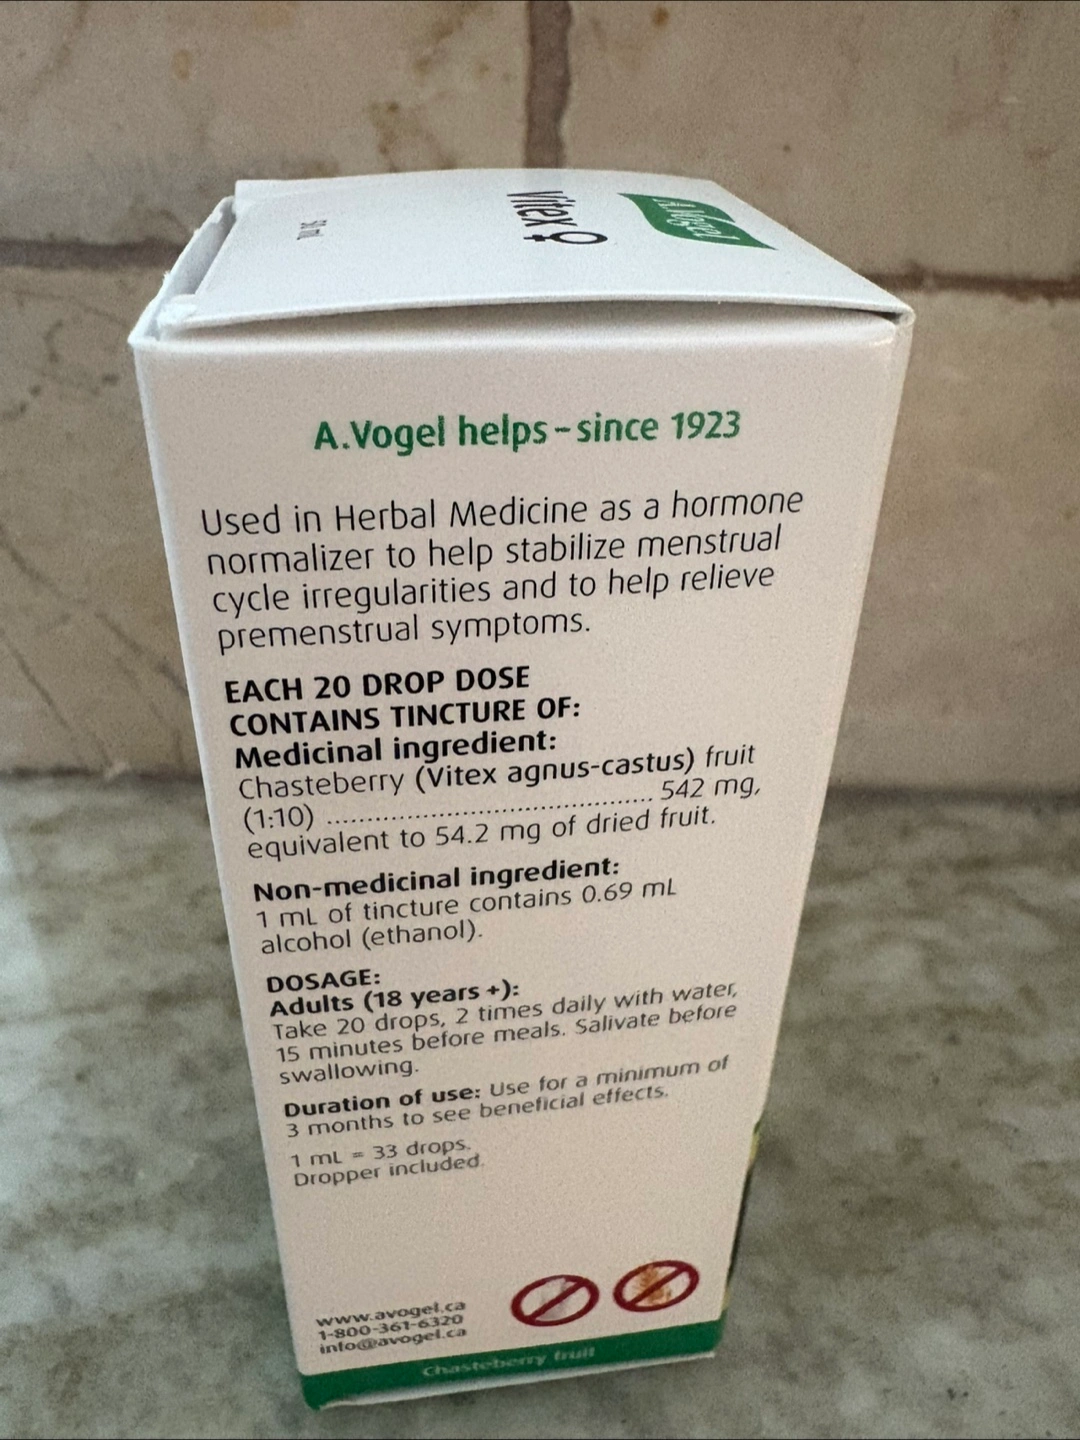 A.Vogel
Vitex
50 mL
A.Vogel helps – since 1923
Used in Herbal Medicine as a hormone
normalizer to help stabilize menstrual
cycle irregularities and to help relieve
premenstrual symptoms.
EACH 20 DROP DOSE
CONTAINS TINCTURE OF:
Medicinal ingredient:
Chasteberry (Vitex agnus-castus) fruit
(1:10) ........................................ 542 mg,
equivalent to 54.2 mg of dried fruit.
Non-medicinal ingredient:
1 mL of tincture contains 0.69 mL
alcohol (ethanol).
DOSAGE:
Adults (18 years +):
Take 20 drops, 2 times daily with water,
15 minutes before meals. Salivate before
swallowing.
Duration of use: Use for a minimum of
3 months to see beneficial effects.
1 mL = 33 drops.
Dropper included.
www.avogel.ca
1-800-361-6320
info@avogel.ca
Chasteberry fruit